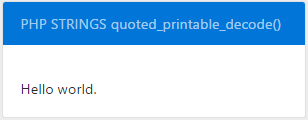 PHP STRINGS quoted_printable_decode()
Hello world.